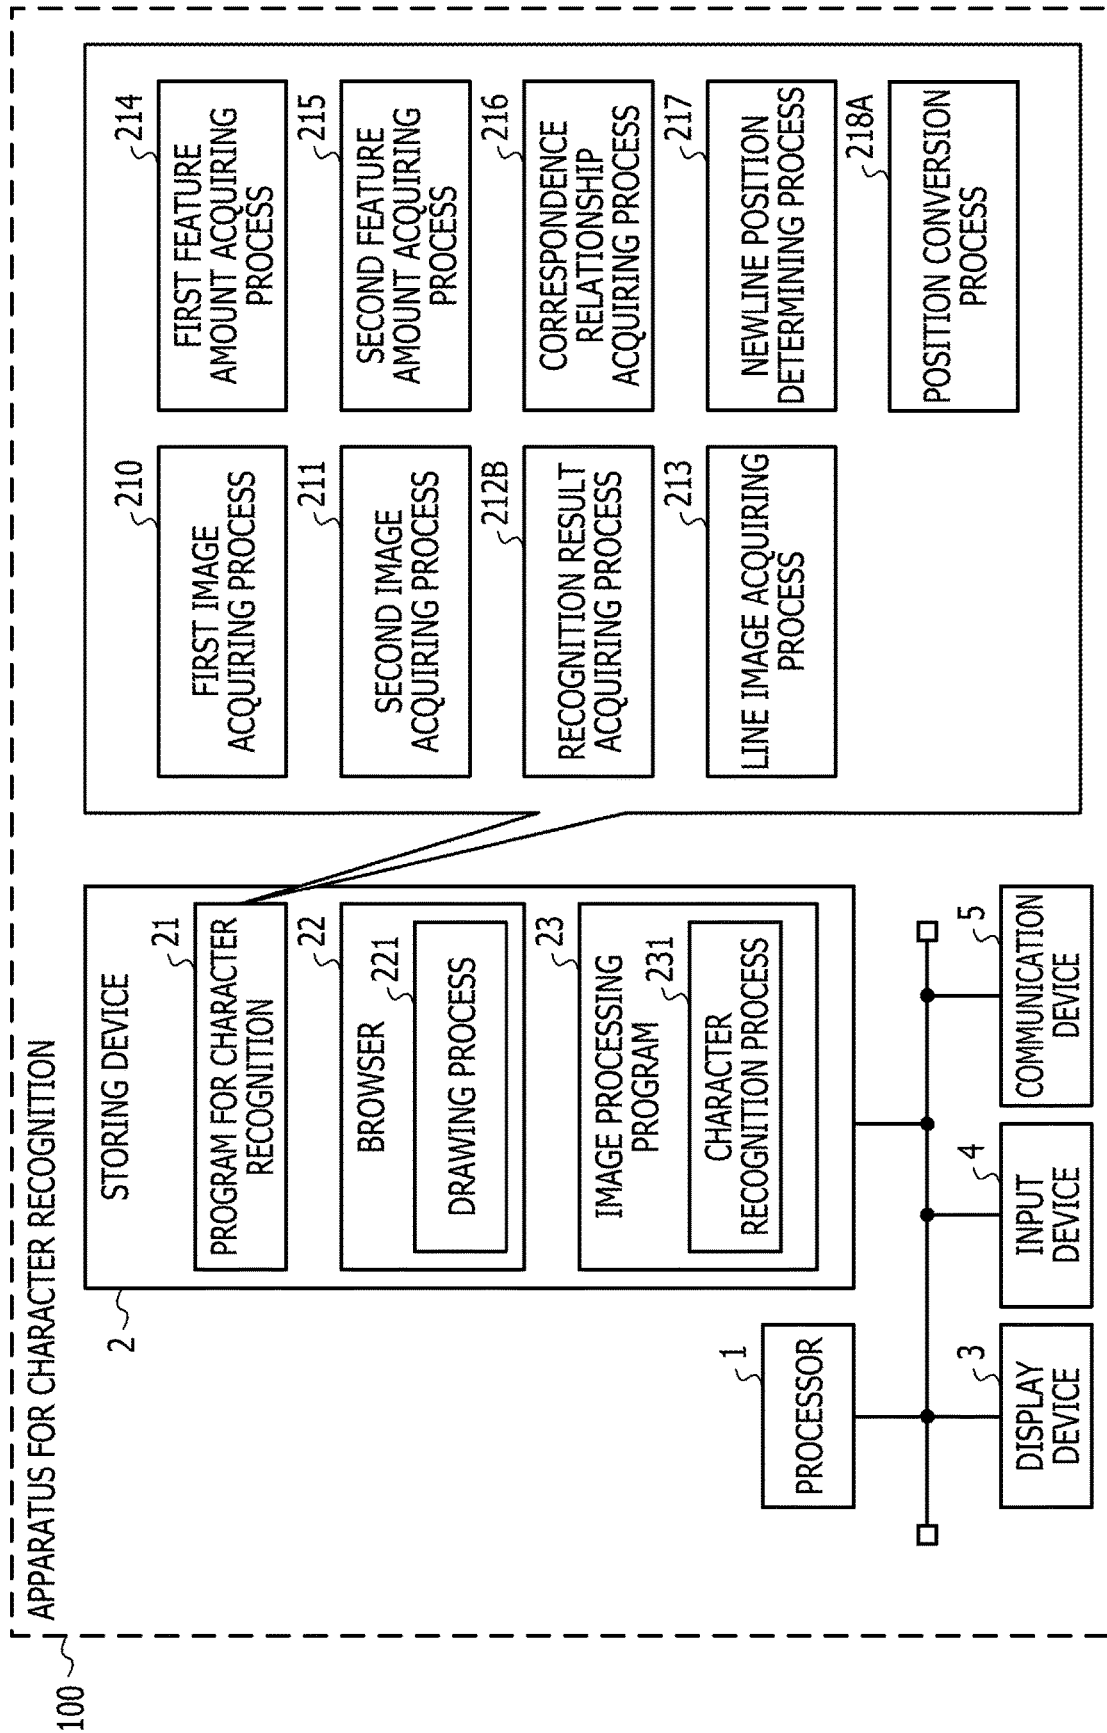 100
APPARATUS FOR CHARACTER RECOGNITION
2
STORING DEVICE
21
PROGRAM FOR CHARACTER
RECOGNITION
22
BROWSER
221
DRAWING PROCESS
23
IMAGE PROCESSING
PROGRAM
231
CHARACTER
RECOGNITION PROCESS
1
PROCESSOR
3
DISPLAY
DEVICE
4
INPUT
DEVICE
5
COMMUNICATION
DEVICE
210
FIRST IMAGE
ACQUIRING PROCESS
211
SECOND IMAGE
ACQUIRING PROCESS
212B
RECOGNITION RESULT
ACQUIRING PROCESS
213
LINE IMAGE ACQUIRING
PROCESS
214
FIRST FEATURE
AMOUNT ACQUIRING
PROCESS
215
SECOND FEATURE
AMOUNT ACQUIRING
PROCESS
216
CORRESPONDENCE
RELATIONSHIP
ACQUIRING PROCESS
217
NEWLINE POSITION
DETERMINING PROCESS
218A
POSITION CONVERSION
PROCESS